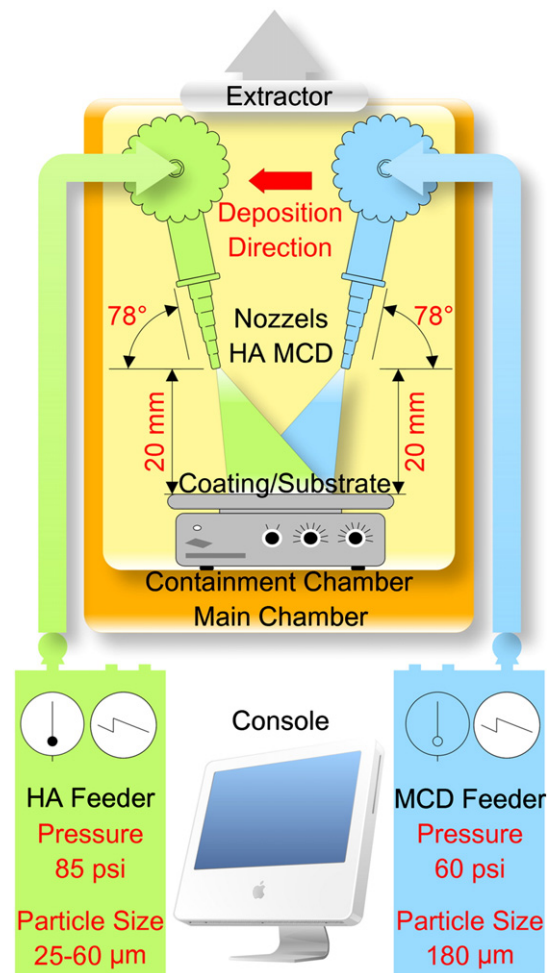 Extractor
Deposition
Direction
78°
Nozzels
HA MCD
78°
20 mm
20 mm
Coating/Substrate
Containment Chamber
Main Chamber
Console
HA Feeder
Pressure
85 psi
Particle Size
25-60 µm
MCD Feeder
Pressure
60 psi
Particle Size
180 µm